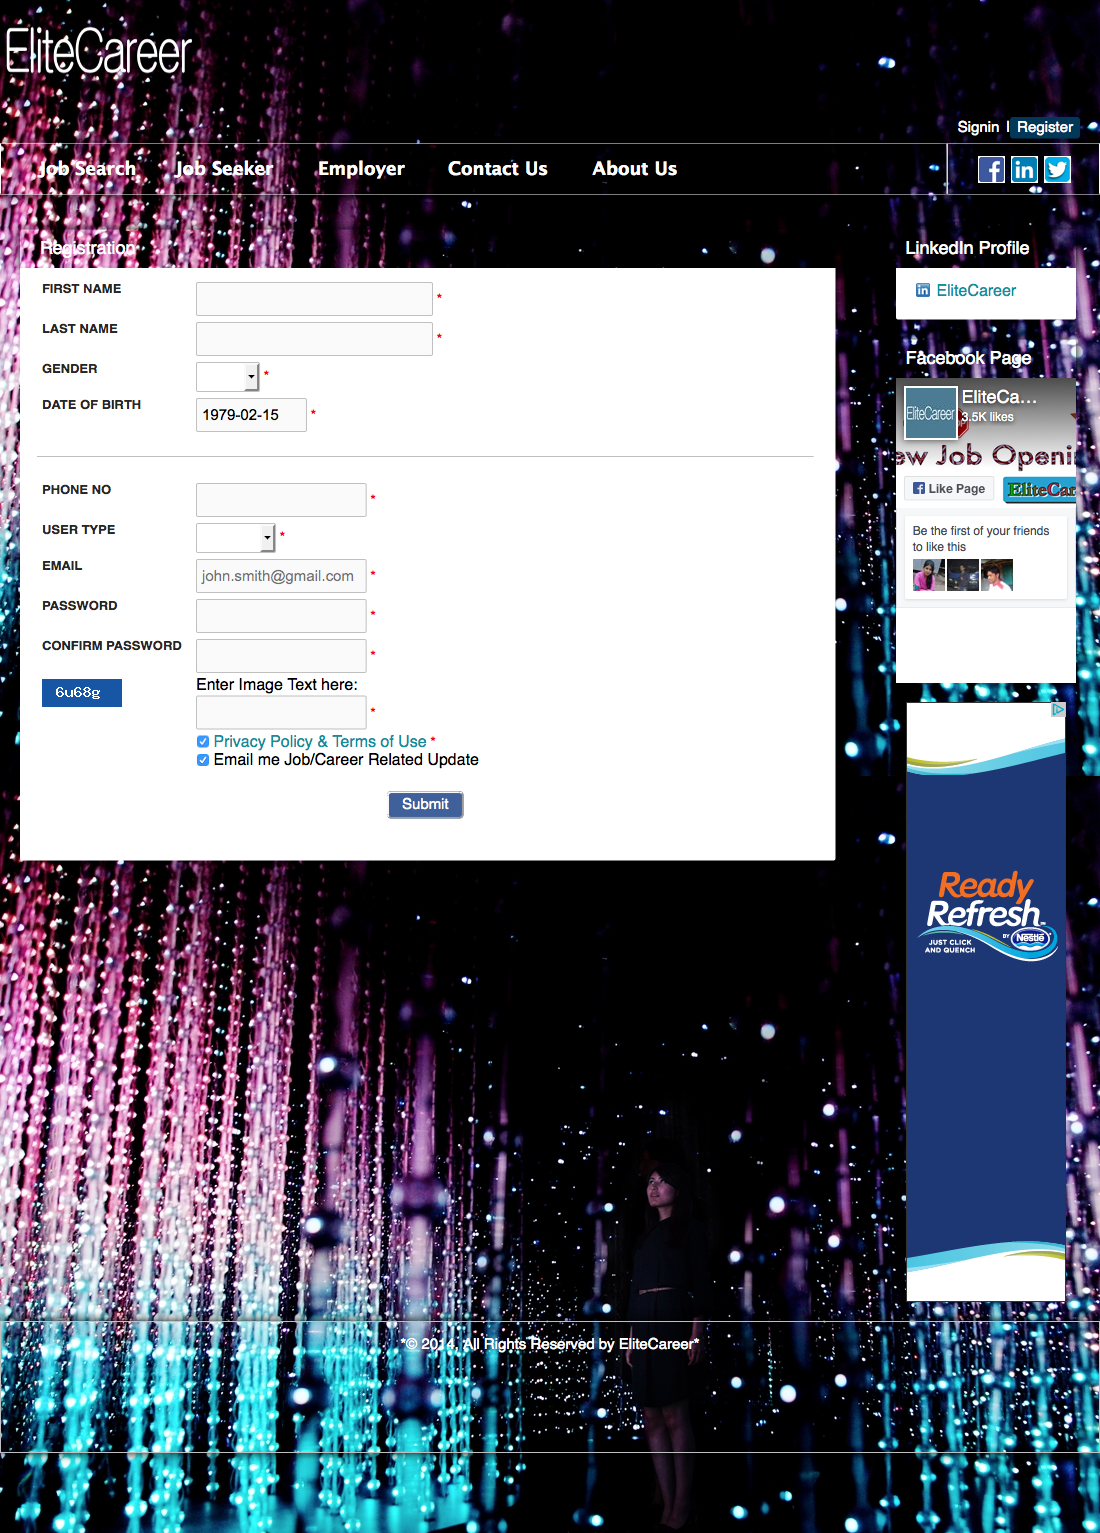 EliteCareer
Signin | Register
Job Search Job Seeker Employer Contact Us About Us
Registration
FIRST NAME *
LAST NAME *
GENDER *
DATE OF BIRTH 1979-02-15 *
PHONE NO *
USER TYPE *
EMAIL john.smith@gmail.com *
PASSWORD *
CONFIRM PASSWORD *
6u68g Enter Image Text here:
*
Privacy Policy & Terms of Use *
Email me Job/Career Related Update
Submit
LinkedIn Profile
in EliteCareer
Facebook Page
EliteCareer
EliteCa...
3.5K likes
ew Job Openi
Like Page
EliteCar
Be the first of your friends
to like this
Ready
Refresh™
BY Nestle
JUST CLICK
AND QUENCH
*© 2014, All Rights Reserved by EliteCareer*